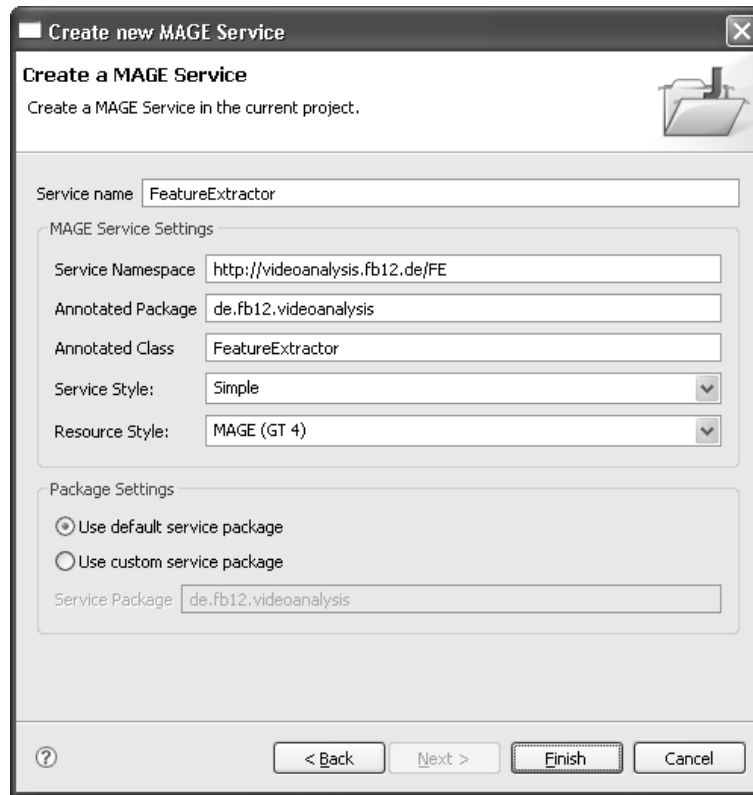 Create new MAGE Service
Create a MAGE Service
Create a MAGE Service in the current project.
Service name FeatureExtractor
MAGE Service Settings
Service Namespace http://videoanalysis.fb12.de/FE
Annotated Package de.fb12.videoanalysis
Annotated Class FeatureExtractor
Service Style: Simple
Resource Style: MAGE (GT 4)
Package Settings
Use default service package
Use custom service package
Service Package de.fb12.videoanalysis
? < Back Next > Finish Cancel